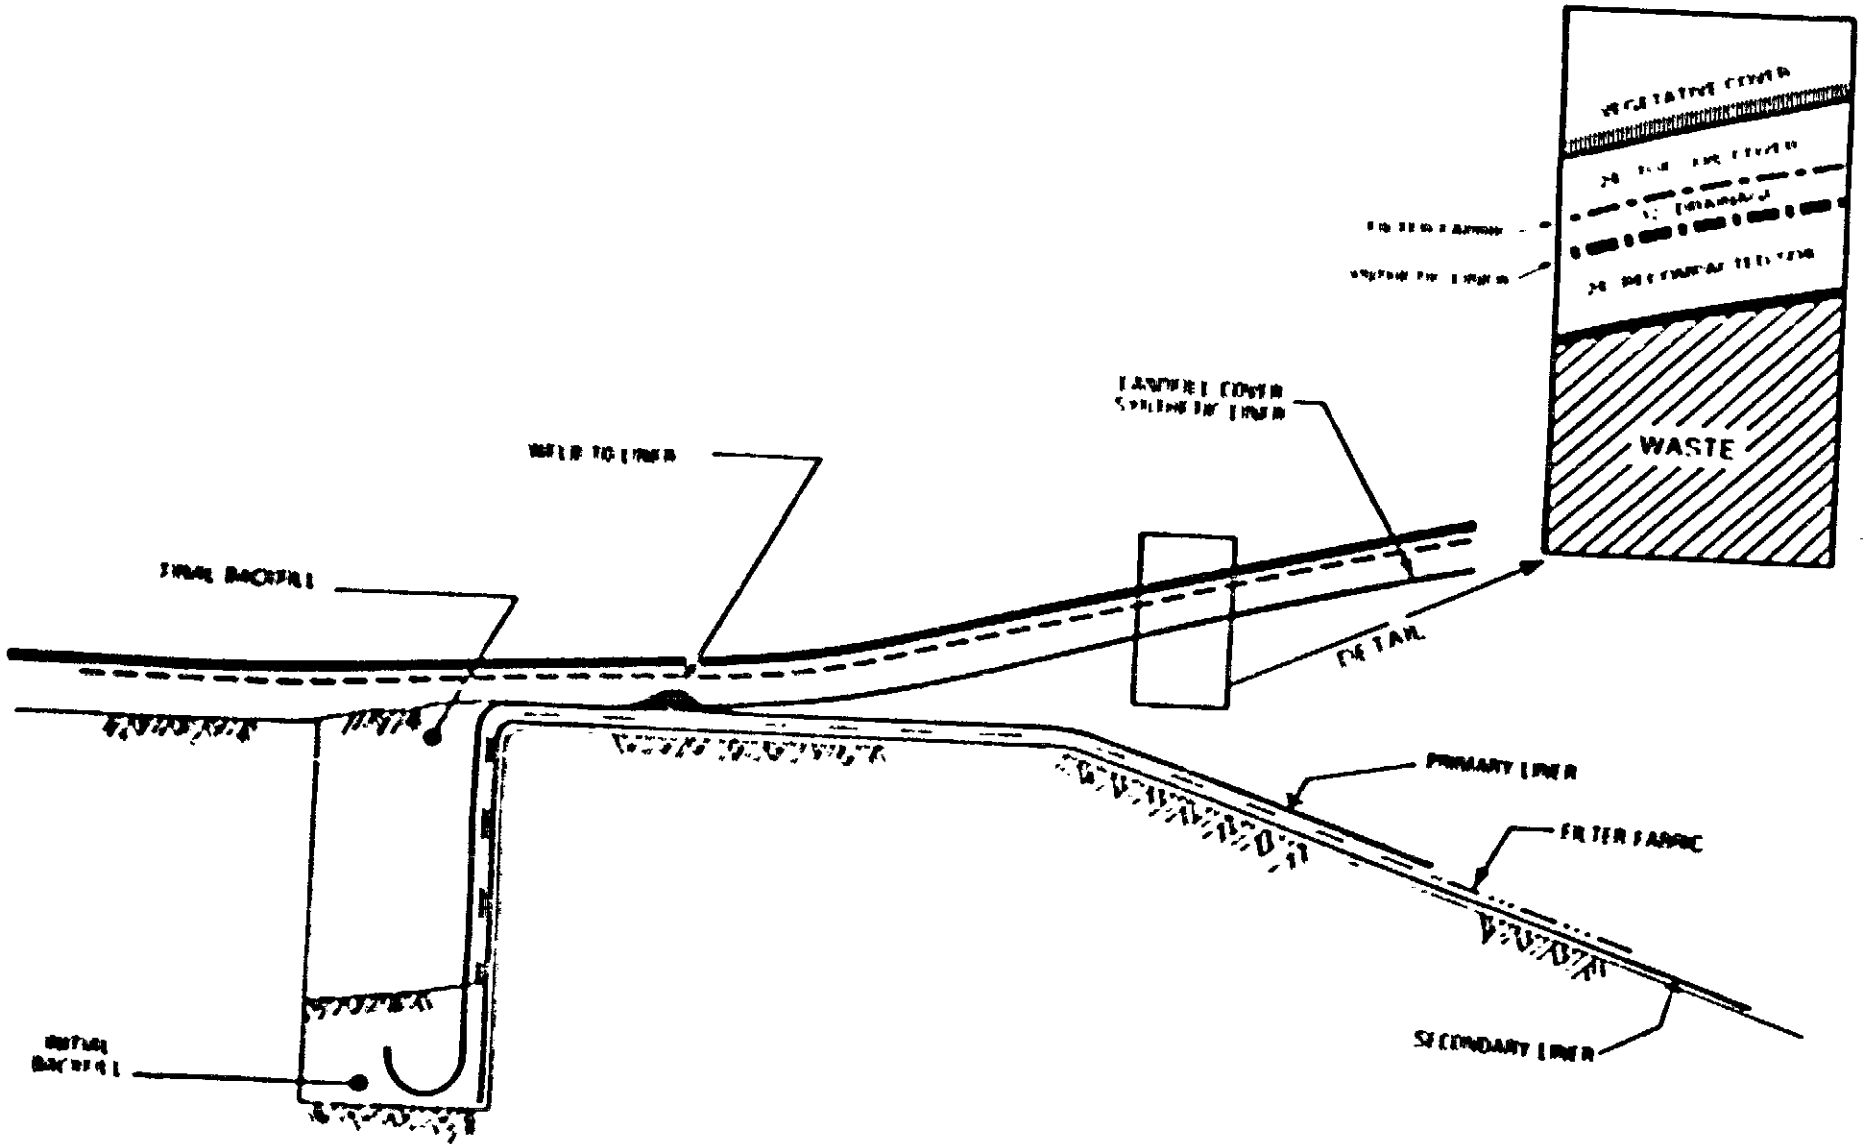 VEGETATIVE COVER
COVER
FILTER FABRIC
LINER
LANDFILL COVER
SYNTHETIC LINER
WASTE
WELD TO LINER
FINAL BACKFILL
DETAIL
PRIMARY LINER
FILTER FABRIC
SECONDARY LINER
INITIAL
BACKFILL